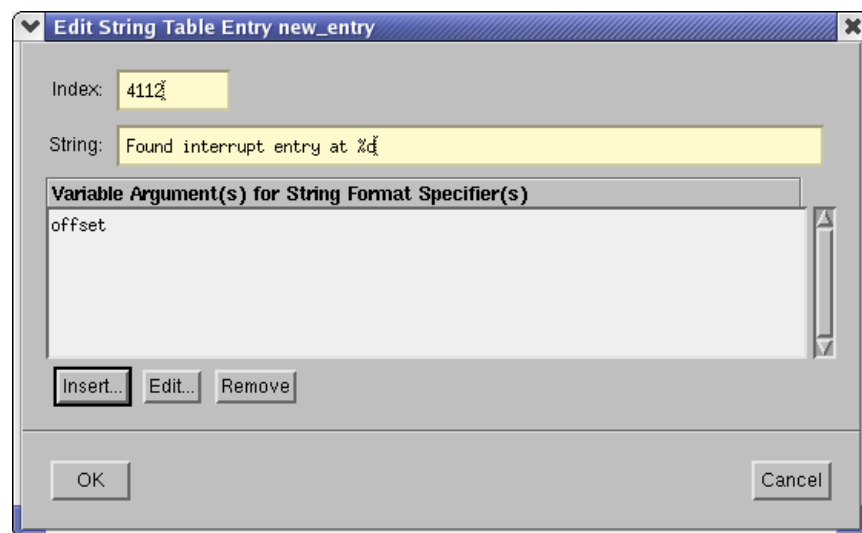 Edit String Table Entry new_entry
Index: 4112
String: Found interrupt entry at %d
Variable Argument(s) for String Format Specifier(s)
offset
Insert... Edit... Remove
OK Cancel